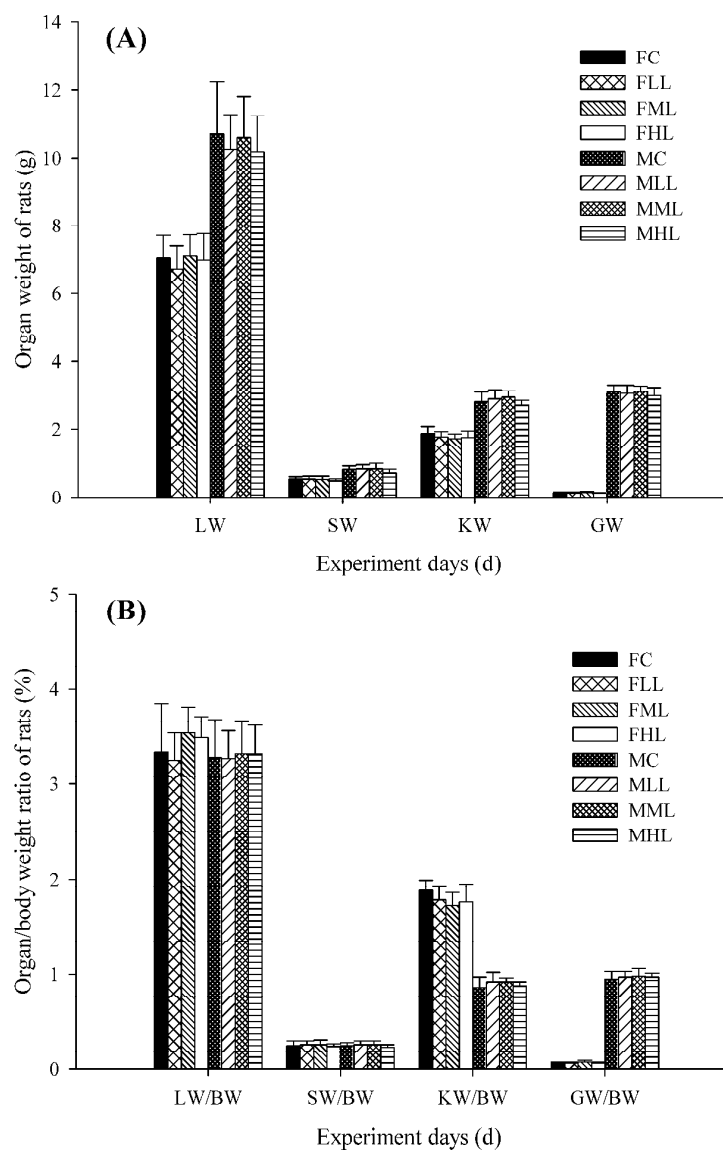 (A)
Organ weight of rats (g)
14
12
10
8
6
4
2
0
FC
FLL
FML
FHL
MC
MLL
MML
MHL
LW SW KW GW
Experiment days (d)
(B)
Organ/body weight ratio of rats (%)
5
4
3
2
1
0
FC
FLL
FML
FHL
MC
MLL
MML
MHL
LW/BW SW/BW KW/BW GW/BW
Experiment days (d)